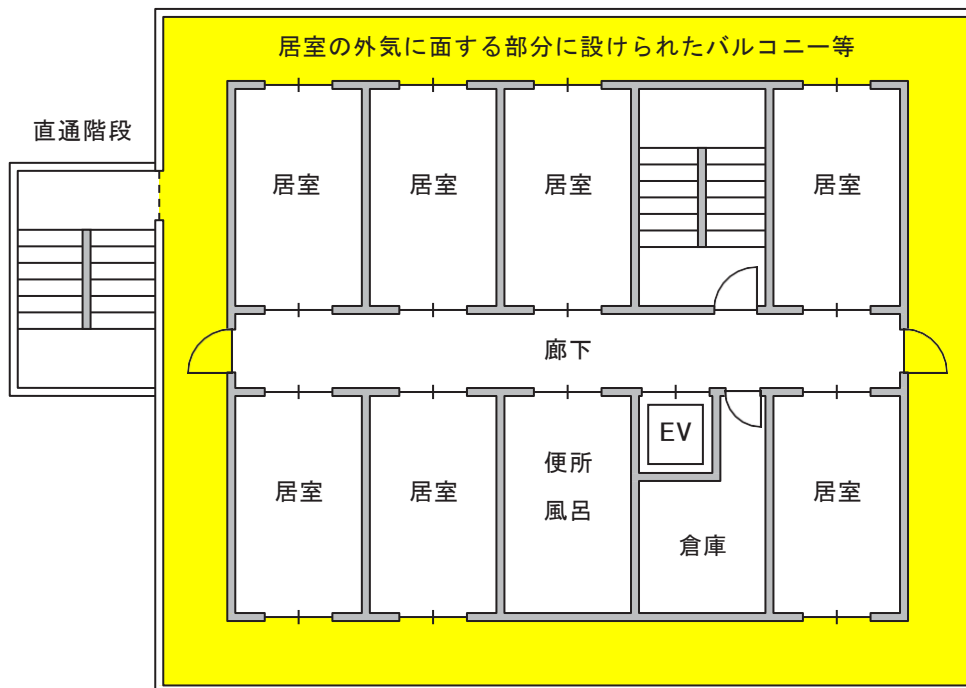 居室の外気に面する部分に設けられたバルコニー等
直通階段
居室
居室
居室
居室
廊下
居室
居室
便所
風呂
EV
倉庫
居室